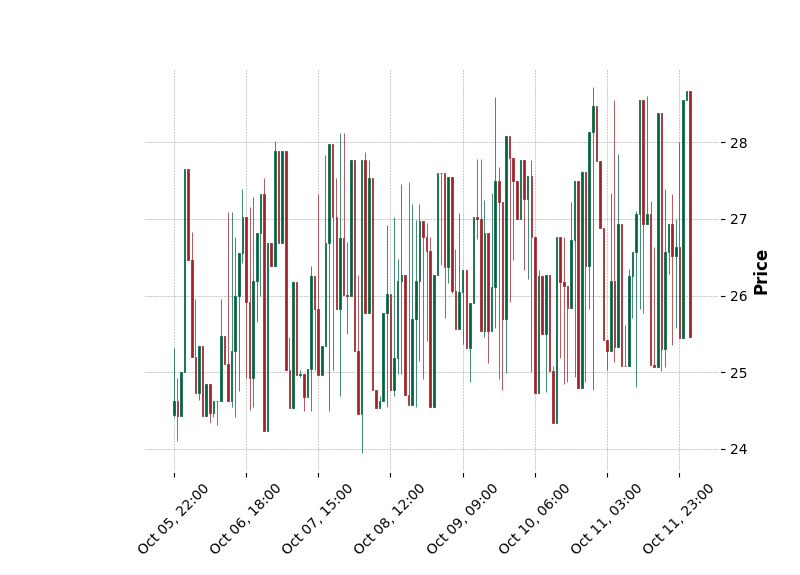 28
27
26
25
24
Price
Oct 05, 22:00
Oct 06, 18:00
Oct 07, 15:00
Oct 08, 12:00
Oct 09, 09:00
Oct 10, 06:00
Oct 11, 03:00
Oct 11, 23:00